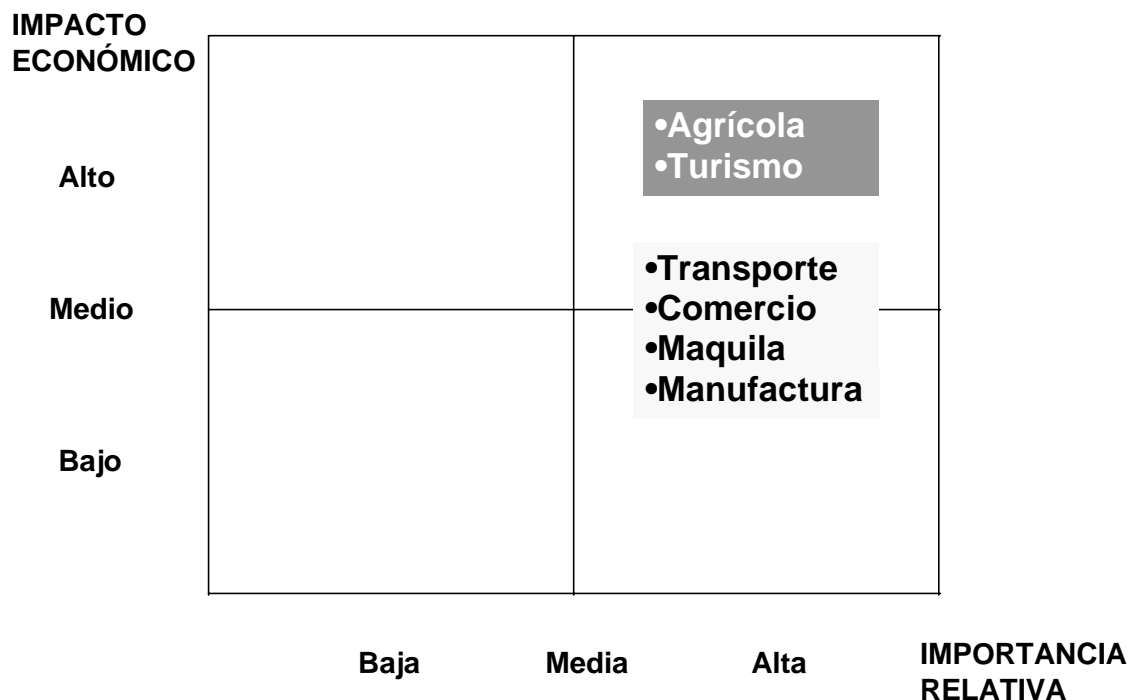 IMPACTO
ECONÓMICO
•Agrícola
•Turismo
Alto
•Transporte
Medio
•Comercio
•Maquila
•Manufactura
Bajo
Baja Media Alta
IMPORTANCIA
RELATIVA